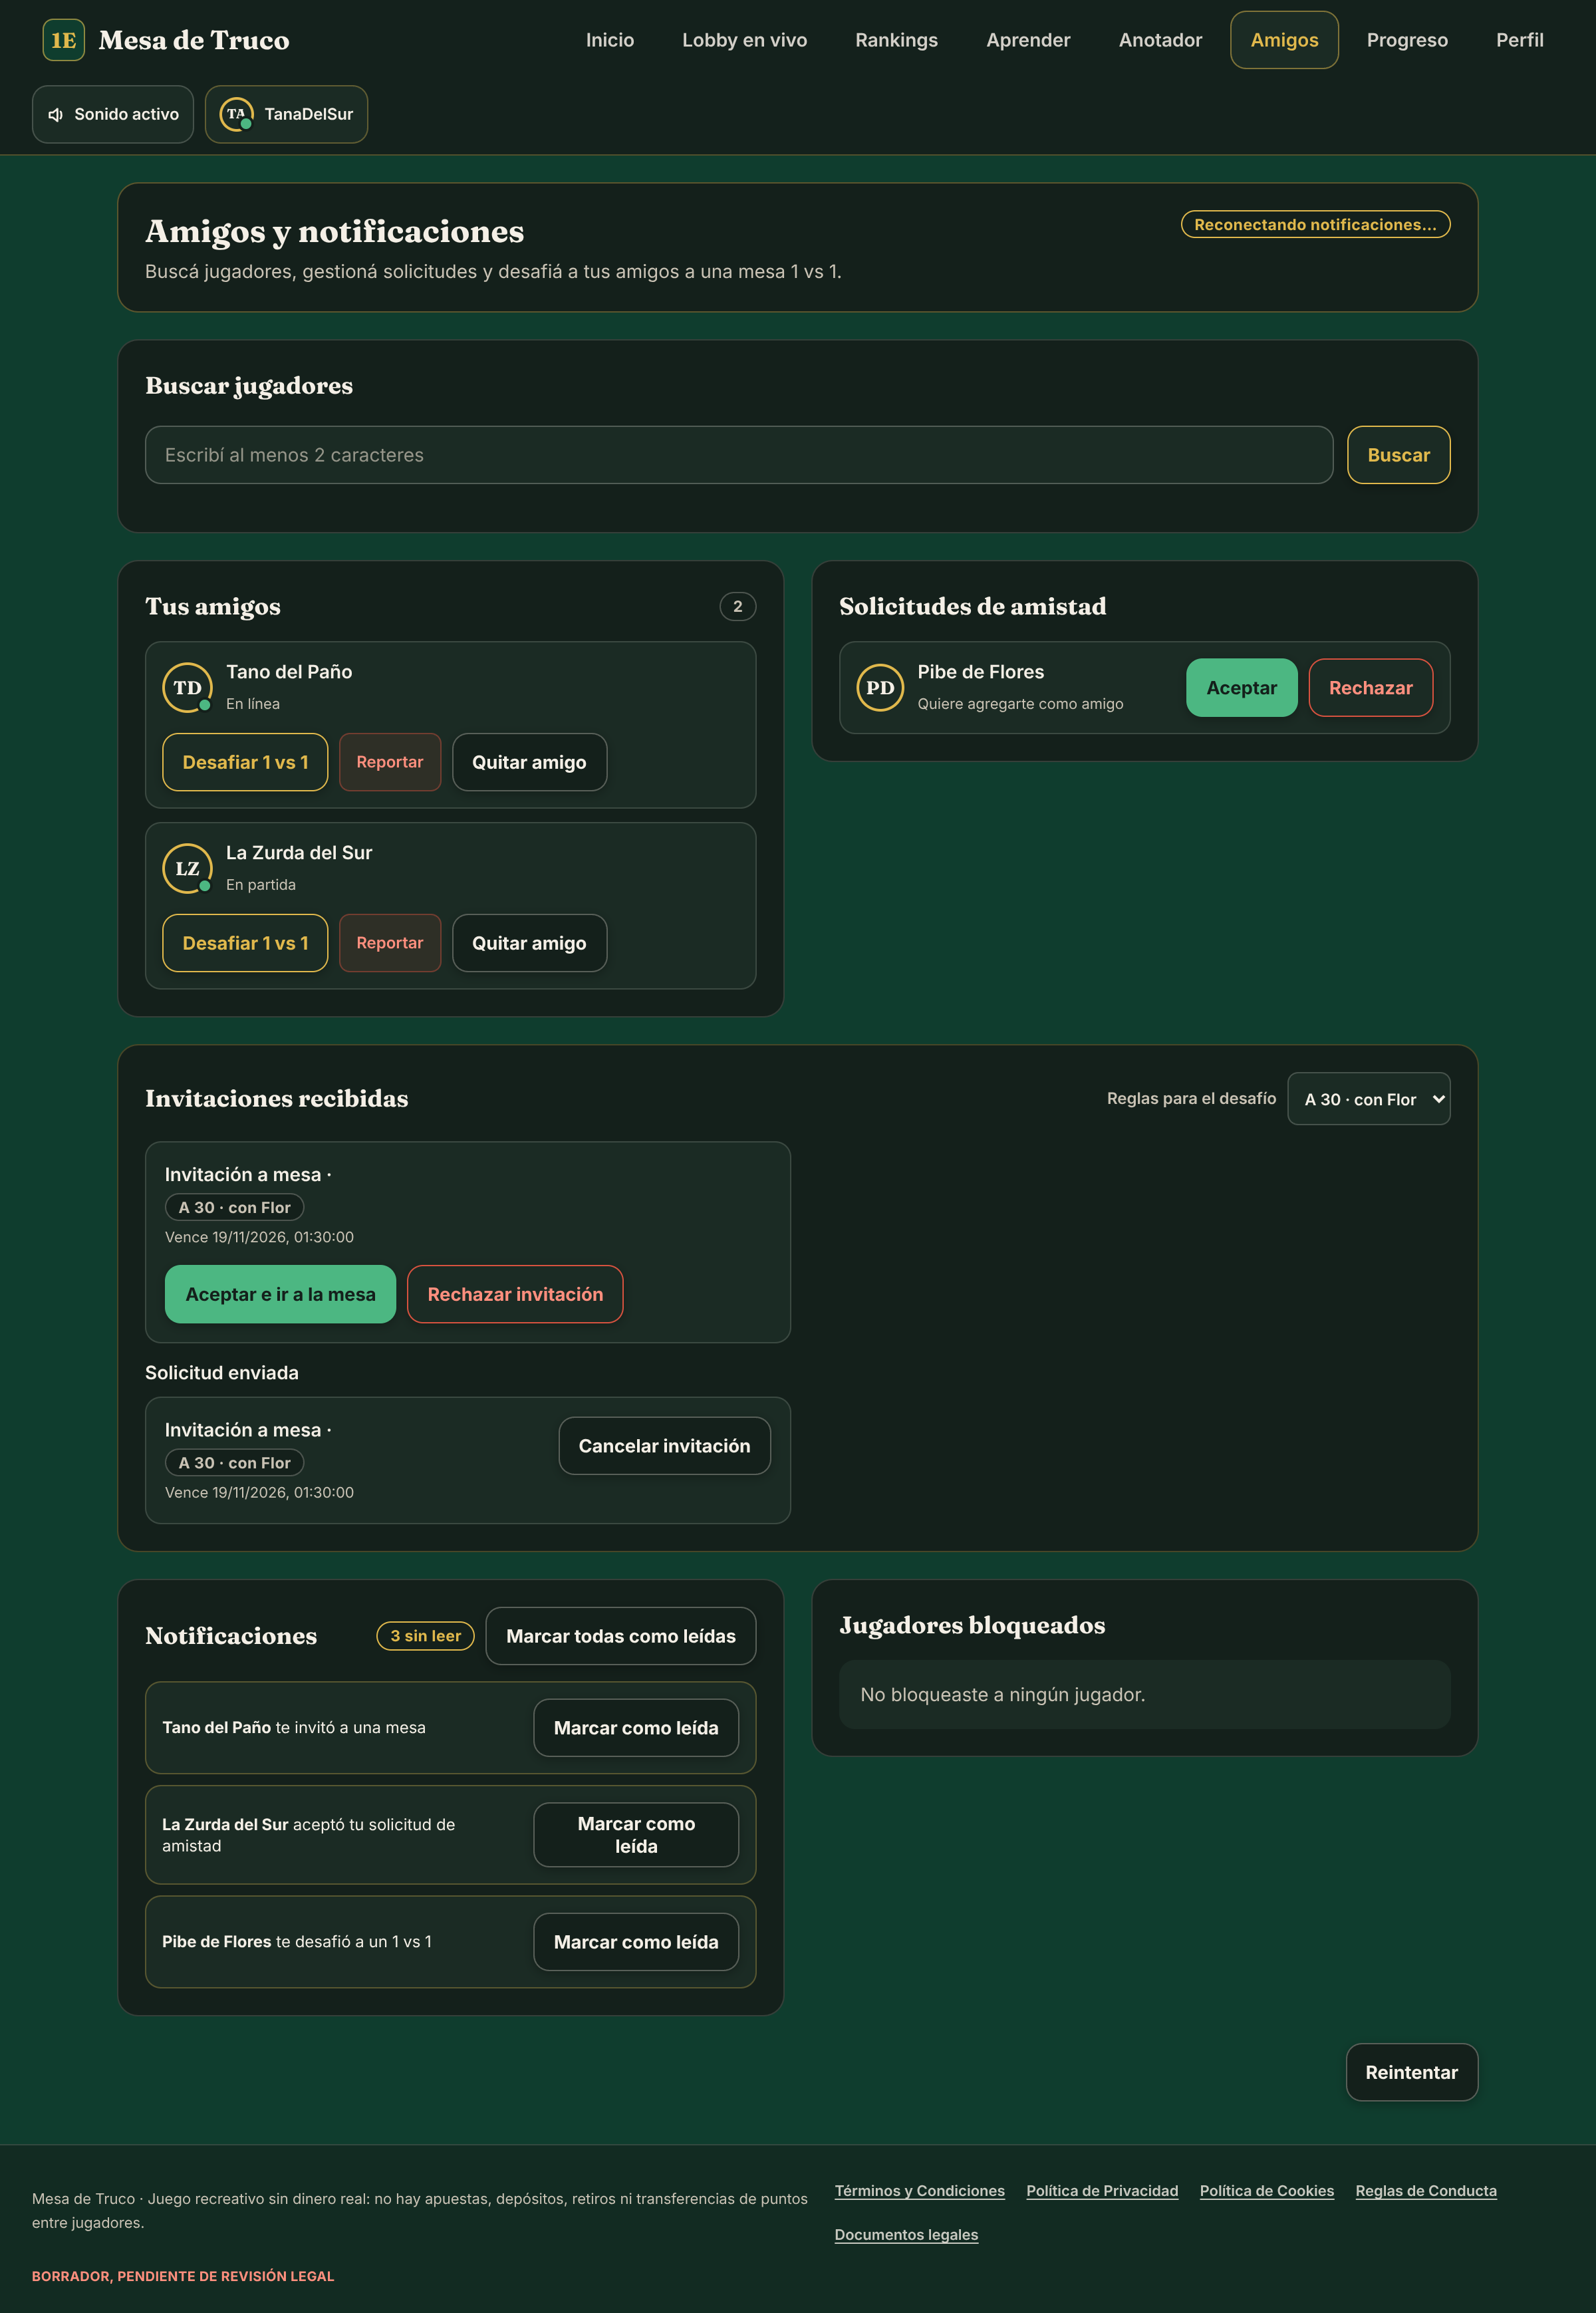 1E Mesa de Truco
Inicio Lobby en vivo Rankings Aprender Anotador Amigos Progreso Perfil
Sonido activo
TA TanaDelSur
Amigos y notificaciones
Reconectando notificaciones...
Buscá jugadores, gestioná solicitudes y desafiá a tus amigos a una mesa 1 vs 1.
Buscar jugadores
Escribí al menos 2 caracteres
Buscar
Tus amigos
2
TD
Tano del Paño
En línea
Desafiar 1 vs 1 Reportar Quitar amigo
LZ
La Zurda del Sur
En partida
Desafiar 1 vs 1 Reportar Quitar amigo
Solicitudes de amistad
PD
Pibe de Flores
Quiere agregarte como amigo
Aceptar Rechazar
Invitaciones recibidas
Reglas para el desafío
A 30 · con Flor
Invitación a mesa ·
A 30 · con Flor
Vence 19/11/2026, 01:30:00
Aceptar e ir a la mesa Rechazar invitación
Solicitud enviada
Invitación a mesa ·
A 30 · con Flor
Vence 19/11/2026, 01:30:00
Cancelar invitación
Notificaciones
3 sin leer
Marcar todas como leídas
Tano del Paño te invitó a una mesa
Marcar como leída
La Zurda del Sur aceptó tu solicitud de
amistad
Marcar como
leída
Pibe de Flores te desafió a un 1 vs 1
Marcar como leída
Jugadores bloqueados
No bloqueaste a ningún jugador.
Reintentar
Mesa de Truco · Juego recreativo sin dinero real: no hay apuestas, depósitos, retiros ni transferencias de puntos
entre jugadores.
BORRADOR, PENDIENTE DE REVISIÓN LEGAL
Términos y Condiciones Política de Privacidad Política de Cookies Reglas de Conducta
Documentos legales